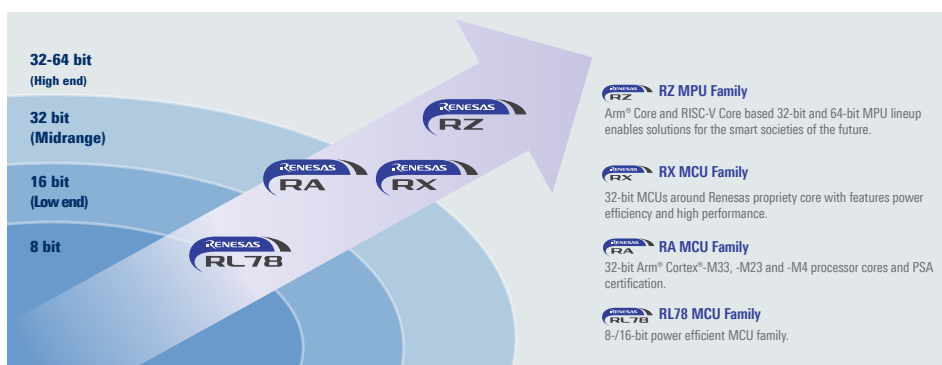 32-64 bit
(High end)
32 bit
(Midrange)
16 bit
(Low end)
8 bit
RENESAS
RZ
RENESAS
RA
RENESAS
RX
RENESAS
RL78
RENESAS
RZ
RZ MPU Family
Arm® Core and RISC-V Core based 32-bit and 64-bit MPU lineup
enables solutions for the smart societies of the future.
RENESAS
RX
RX MCU Family
32-bit MCUs around Renesas propriety core with features power
efficiency and high performance.
RENESAS
RA
RA MCU Family
32-bit Arm® Cortex®-M33, -M23 and -M4 processor cores and PSA
certification.
RENESAS
RL78
RL78 MCU Family
8-/16-bit power efficient MCU family.